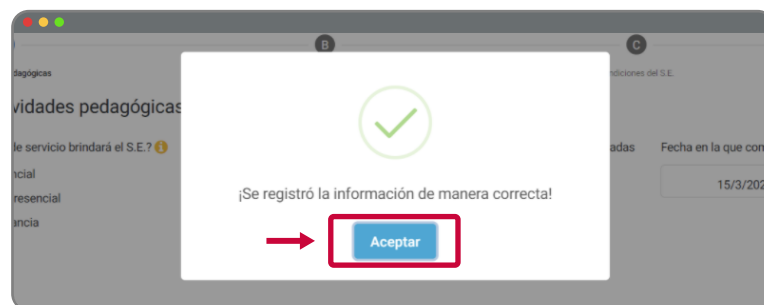 B
C
dagógicas
ndiciones del S.E.
vidades pedagógicas
le servicio brindará el S.E.? i
adas
Fecha en la que con
ncial
resencial
ancia
15/3/202
¡Se registró la información de manera correcta!
Aceptar